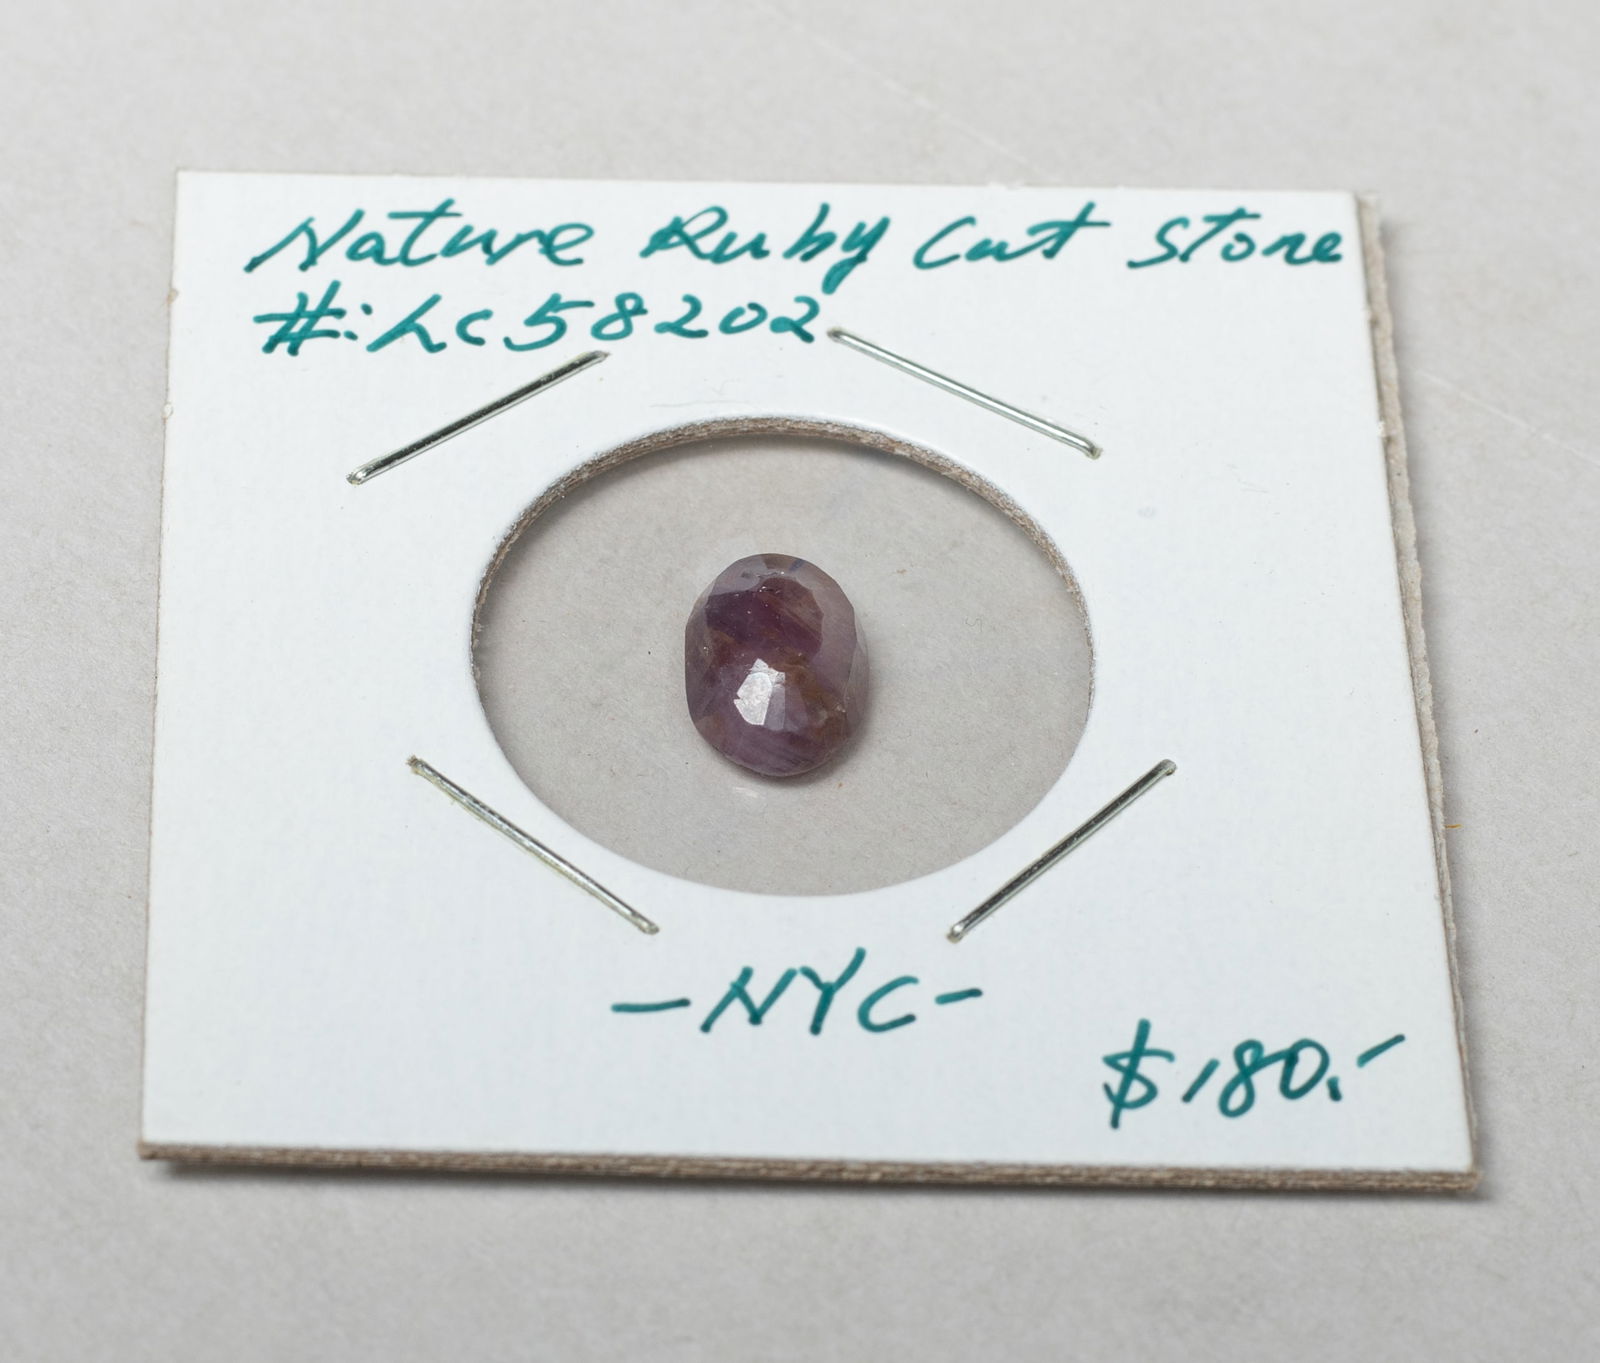 Nature Ruby Cut Stone
#:LC58202
-NYC-
$180.-